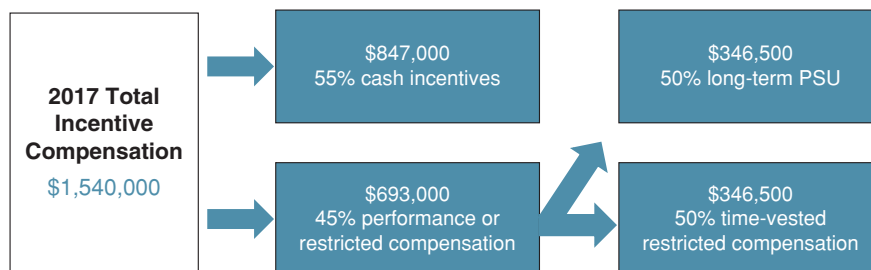 2017 Total
Incentive
Compensation
$1,540,000
$847,000
55% cash incentives
$346,500
50% long-term PSU
$693,000
45% performance or
restricted compensation
$346,500
50% time-vested
restricted compensation